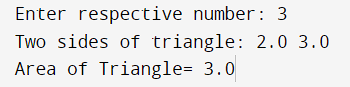 Enter respective number: 3
Two sides of triangle: 2.0 3.0
Area of Triangle= 3.0